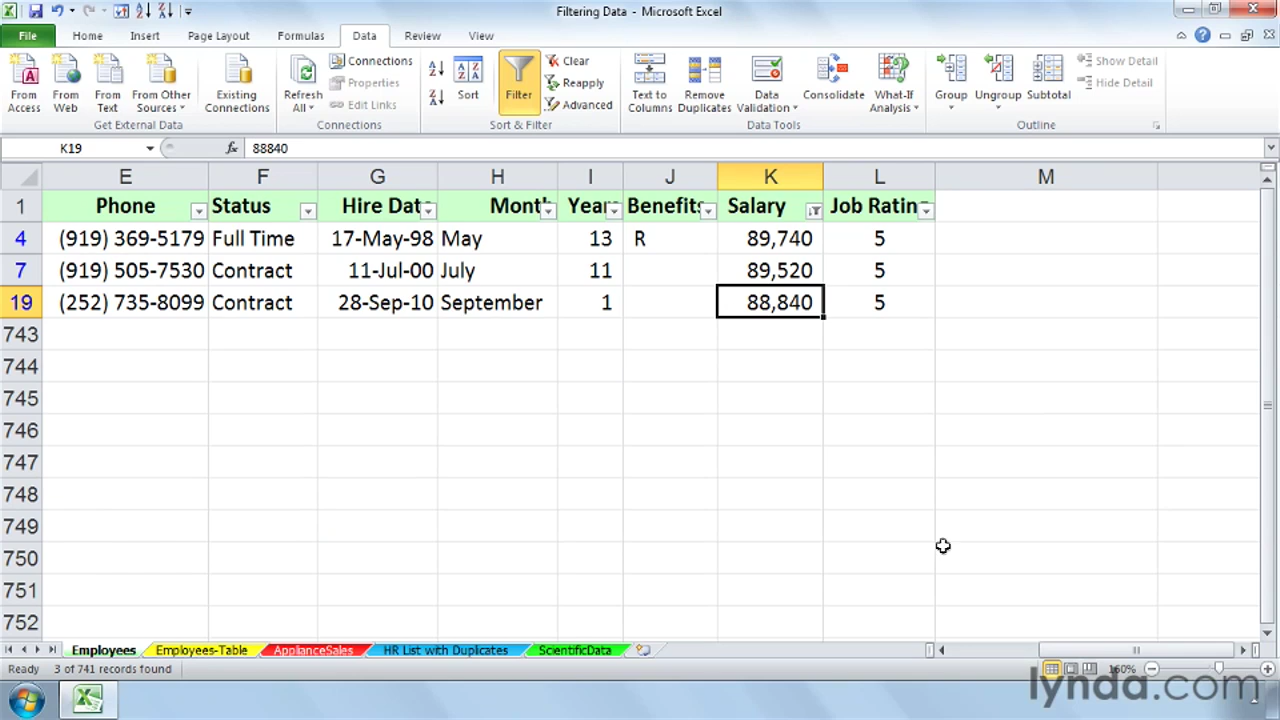 Filtering Data - Microsoft Excel
File Home Insert Page Layout Formulas Data Review View
From Access
From Web
From Text
From Other Sources
Existing Connections
Get External Data
Refresh All
Connections
Properties
Edit Links
Connections
Sort
Filter
Clear
Reapply
Advanced
Sort & Filter
Text to Columns
Remove Duplicates
Data Validation
Consolidate
What-If Analysis
Data Tools
Group
Ungroup
Subtotal
Show Detail
Hide Detail
Outline
K19 fx 88840
E F G H I J K L M
1 Phone Status Hire Dat Mont Year Benefits Salary Job Rating
4 (919) 369-5179 Full Time 17-May-98 May 13 R 89,740 5
7 (919) 505-7530 Contract 11-Jul-00 July 11 89,520 5
19 (252) 735-8099 Contract 28-Sep-10 September 1 88,840 5
743
744
745
746
747
748
749
750
751
752
Employees Employees-Table ApplianceSales HR List with Duplicates ScientificData
Ready 3 of 741 records found 160%
lynda.com